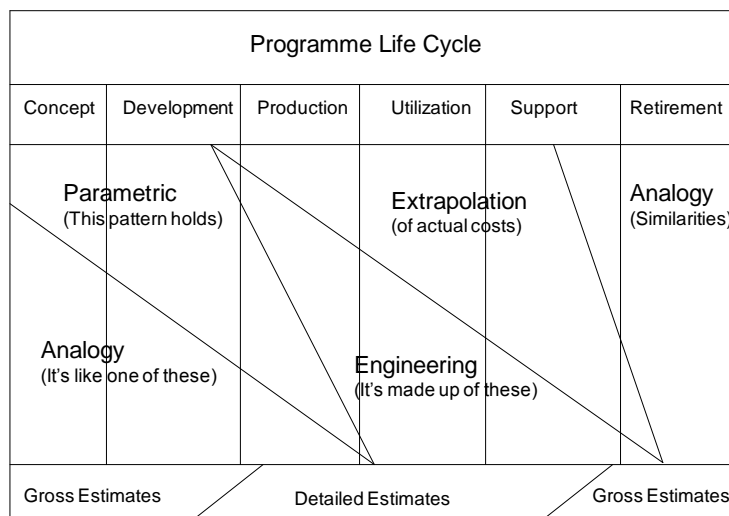 Programme Life Cycle
Concept
Development
Production
Utilization
Support
Retirement
Parametric
(This pattern holds)
Extrapolation
(of actual costs)
Analogy
(Similarities)
Analogy
(It's like one of these)
Engineering
(It's made up of these)
Gross Estimates
Detailed Estimates
Gross Estimates